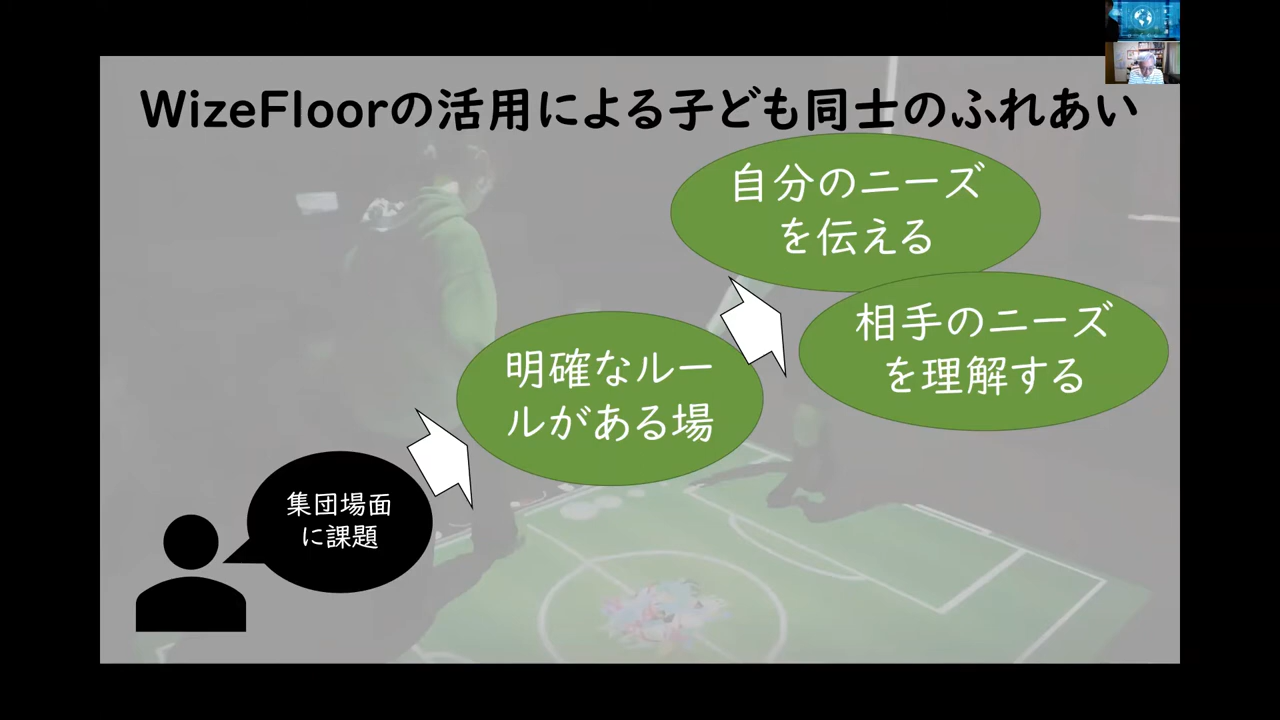 WizeFloorの活用による子ども同士のふれあい
自分のニーズ
を伝える
相手のニーズ
を理解する
明確なルー
ルがある場
集団場面
に課題